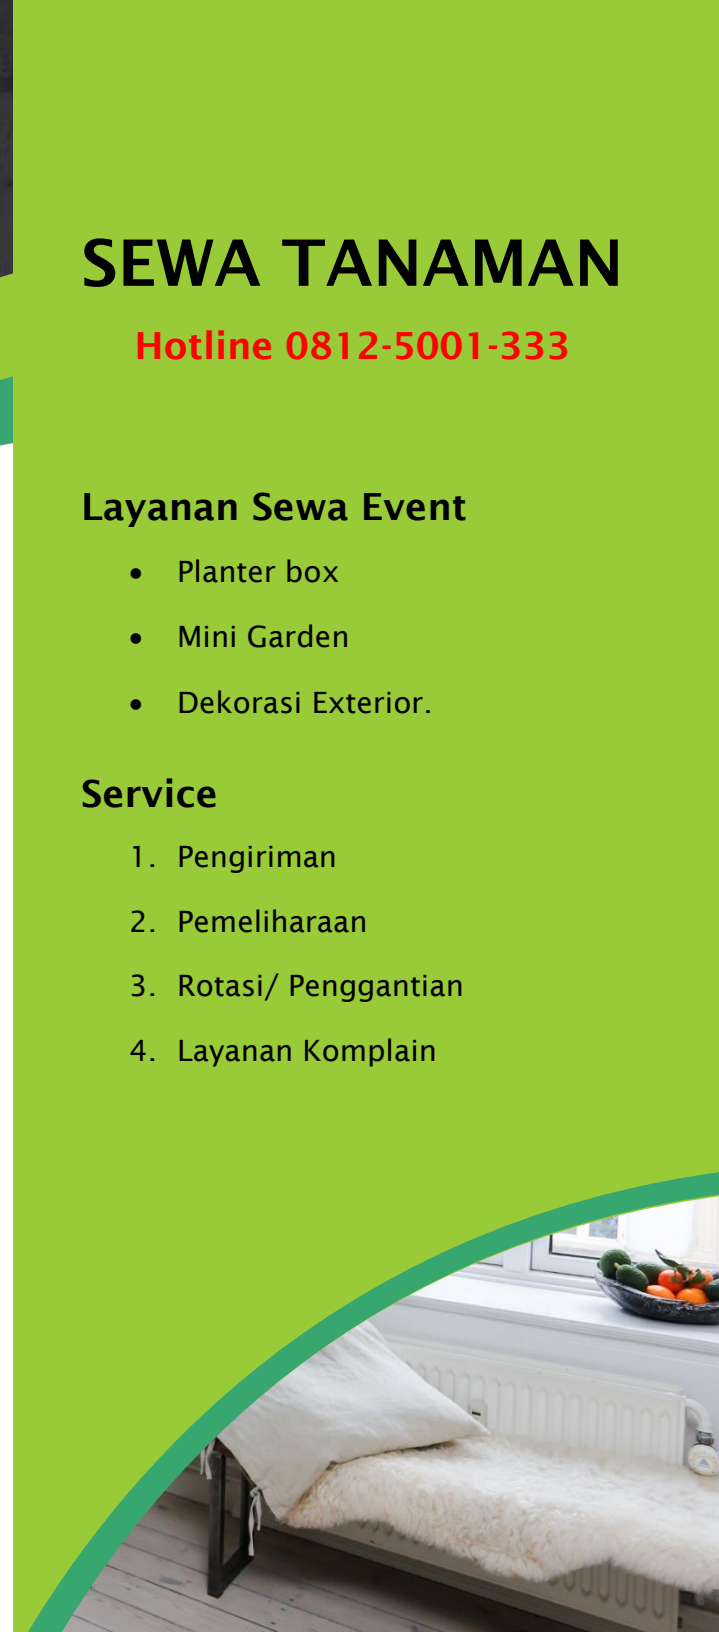 SEWA TANAMAN
Hotline 0812-5001-333
Layanan Sewa Event
• Planter box
• Mini Garden
• Dekorasi Exterior.
Service
1. Pengiriman
2. Pemeliharaan
3. Rotasi/ Penggantian
4. Layanan Komplain